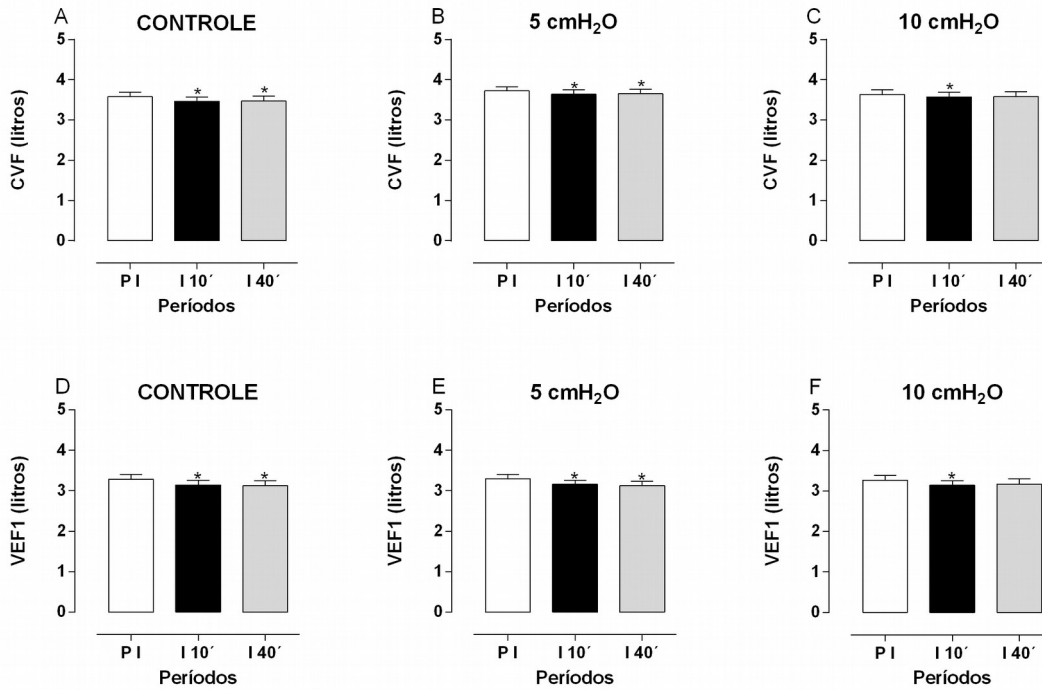 A
CONTROLE
5
4
3
2
1
0
CVF (litros)
*
*
P I
I 10´
I 40´
Períodos
B
5 cmH₂O
5
4
3
2
1
0
CVF (litros)
*
*
P I
I 10´
I 40´
Períodos
C
10 cmH₂O
5
4
3
2
1
0
CVF (litros)
*
P I
I 10´
I 40´
Períodos
D
CONTROLE
5
4
3
2
1
0
VEF1 (litros)
*
*
P I
I 10´
I 40´
Períodos
E
5 cmH₂O
5
4
3
2
1
0
VEF1 (litros)
*
*
P I
I 10´
I 40´
Períodos
F
10 cmH₂O
5
4
3
2
1
0
VEF1 (litros)
*
P I
I 10´
I 40´
Períodos